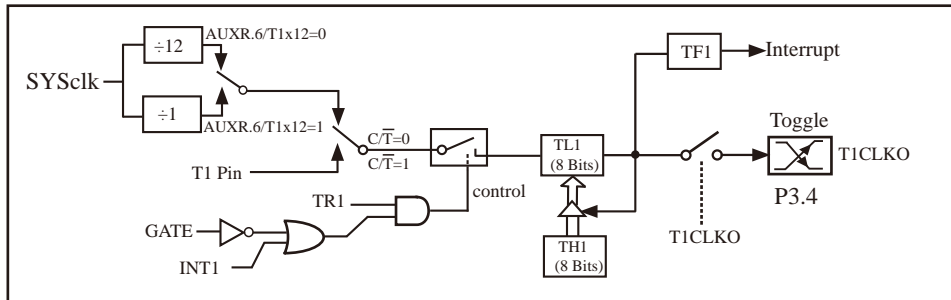 AUXR.6/T1x12=0
÷12
SYSclk
÷1
AUXR.6/T1x12=1
C/T̅=0
C/T̅=1
T1 Pin
TR1
GATE
INT1
control
TL1
(8 Bits)
TH1
(8 Bits)
TF1
Interrupt
Toggle
T1CLKO
P3.4
T1CLKO